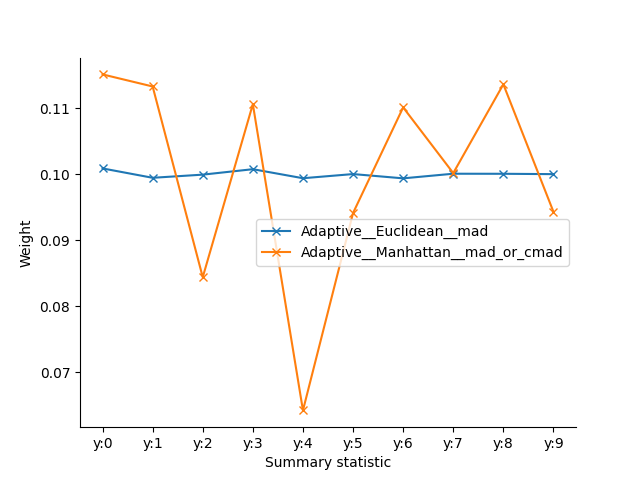 0.11
0.10
0.09
0.08
0.07
Weight
Adaptive__Euclidean__mad
Adaptive__Manhattan__mad_or_cmad
y:0 y:1 y:2 y:3 y:4 y:5 y:6 y:7 y:8 y:9
Summary statistic